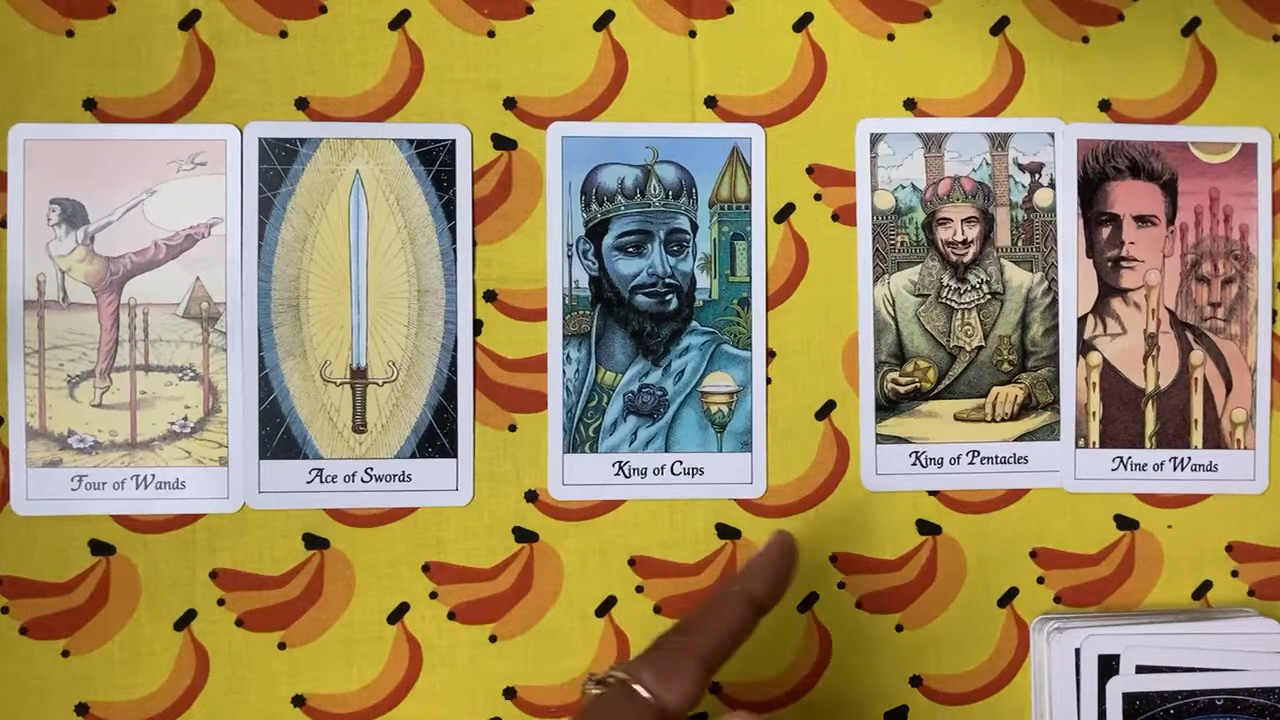 Four of Wands
Ace of Swords
King of Cups
King of Pentacles
Nine of Wands